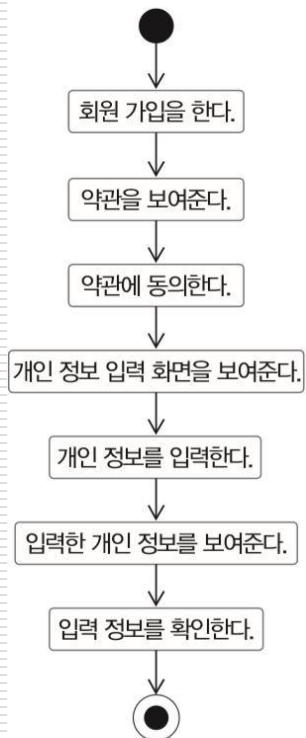 회원 가입을 한다.
약관을 보여준다.
약관에 동의한다.
개인 정보 입력 화면을 보여준다.
개인 정보를 입력한다.
입력한 개인 정보를 보여준다.
입력 정보를 확인한다.